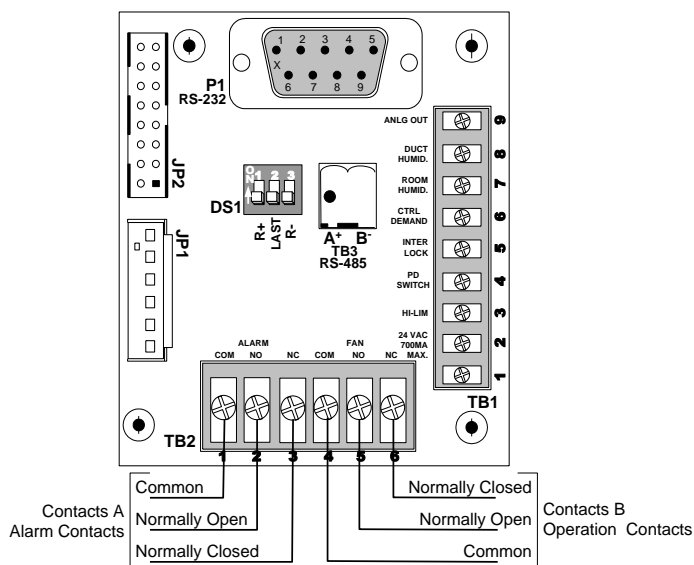 1 2 3 4 5
X
6 7 8 9
P1
RS-232
JP2
ON
1 2 3
DS1
R+
LAST
R-
A+ B-
TB3
RS-485
JP1
ANLG OUT 9
DUCT
HUMID. 8
ROOM
HUMID. 7
CTRL
DEMAND 6
INTER
LOCK 5
PD
SWITCH 4
HI-LIM 3
24 VAC
700MA
MAX. 2
1
TB1
ALARM FAN
COM NO NC COM NO NC
TB2
1 2 3 4 5 6
Common
Normally Open
Normally Closed
Contacts A
Alarm Contacts
Normally Closed
Normally Open
Common
Contacts B
Operation Contacts